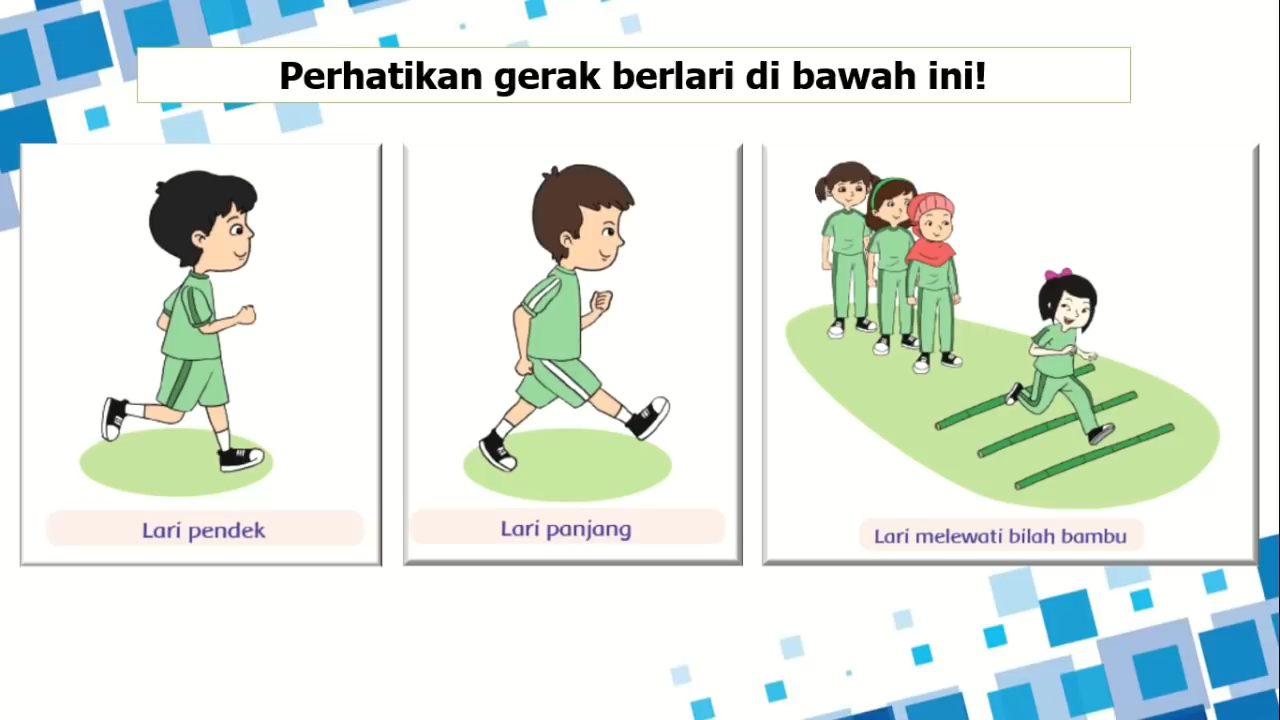 Perhatikan gerak berlari di bawah ini!
Lari pendek
Lari panjang
Lari melewati bilah bambu